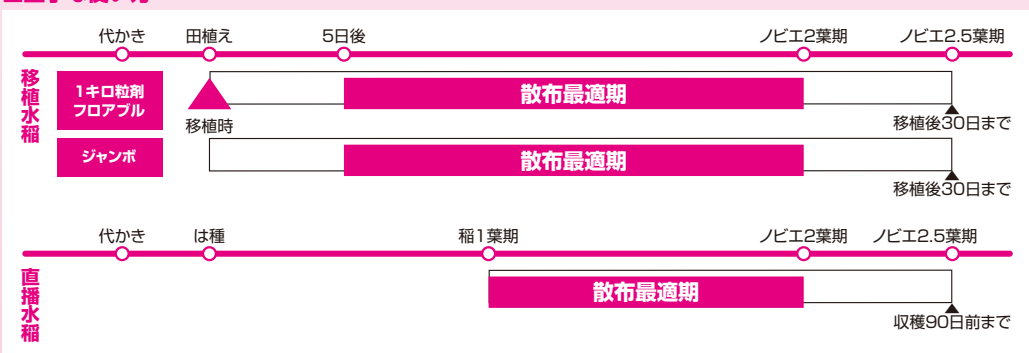 代かき 田植え 5日後 ノビエ2葉期 ノビエ2.5葉期
移植水稲
1キロ粒剤
フロアブル
散布最適期
移植時
移植後30日まで
ジャンボ
散布最適期
移植後30日まで
代かき は種 稲1葉期 ノビエ2葉期 ノビエ2.5葉期
直播水稲
散布最適期
収穫90日前まで